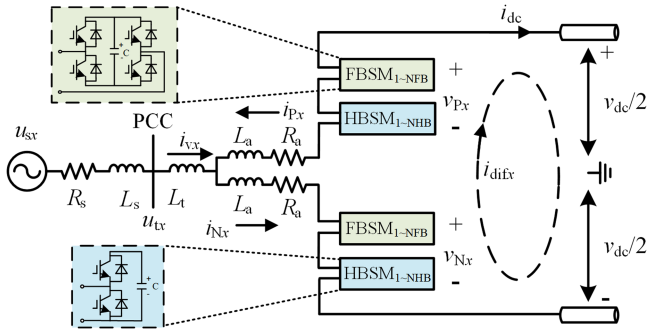 i_dc
+ C -
FBSM_1~NFB
+
v_Px
-
HBSM_1~NHB
+
v_dc/2
PCC
i_Px
u_sx
i_vx
L_a
R_a
i_difx
R_s
L_s
L_t
L_a
R_a
u_tx
i_Nx
FBSM_1~NFB
+
v_Nx
-
HBSM_1~NHB
v_dc/2
-
+ C -